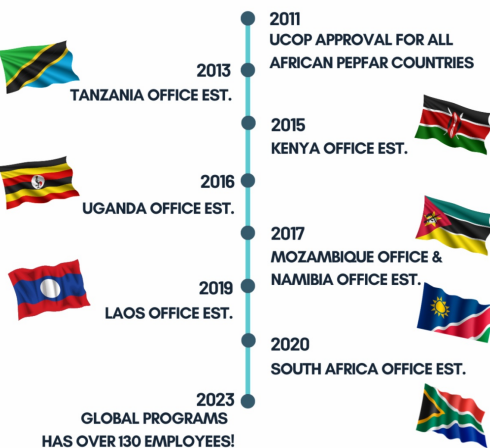 2011
UCOP APPROVAL FOR ALL
AFRICAN PEPFAR COUNTRIES
2013
TANZANIA OFFICE EST.
2015
KENYA OFFICE EST.
2016
UGANDA OFFICE EST.
2017
MOZAMBIQUE OFFICE &
NAMIBIA OFFICE EST.
2019
LAOS OFFICE EST.
2020
SOUTH AFRICA OFFICE EST.
2023
GLOBAL PROGRAMS
HAS OVER 130 EMPLOYEES!